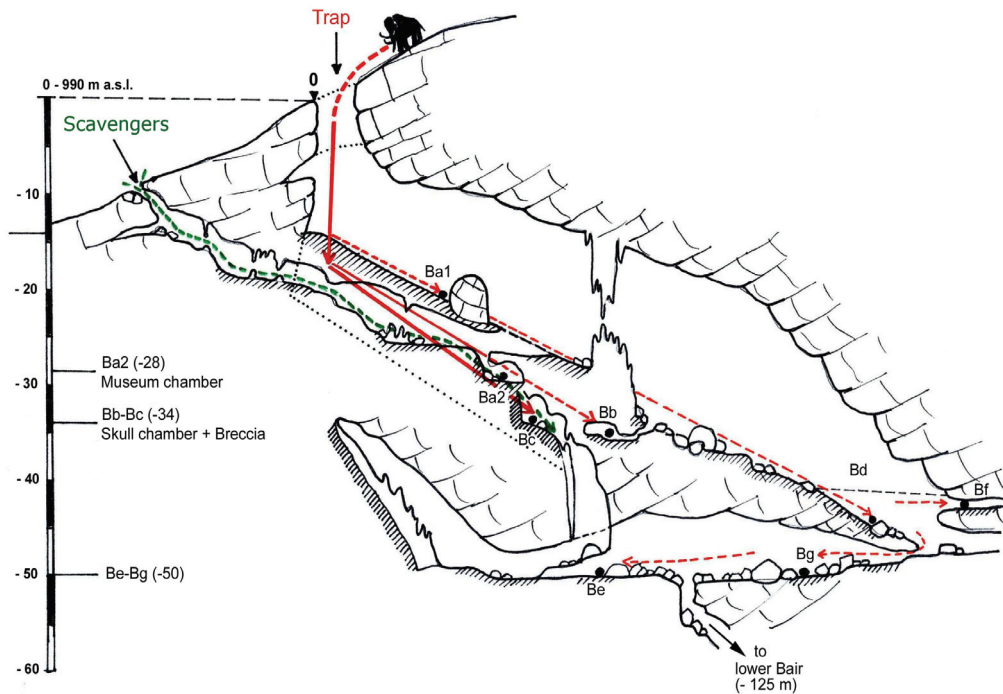 Trap
0
0 - 990 m a.s.l.
Scavengers
- 10
- 20
- 30
- 40
- 50
- 60
Ba1
Ba2 (-28)
Museum chamber
Ba2
Bb
Bc
Bb-Bc (-34)
Skull chamber + Breccia
Bd
Bf
Bg
Be-Bg (-50)
Be
to
lower Bair
(- 125 m)